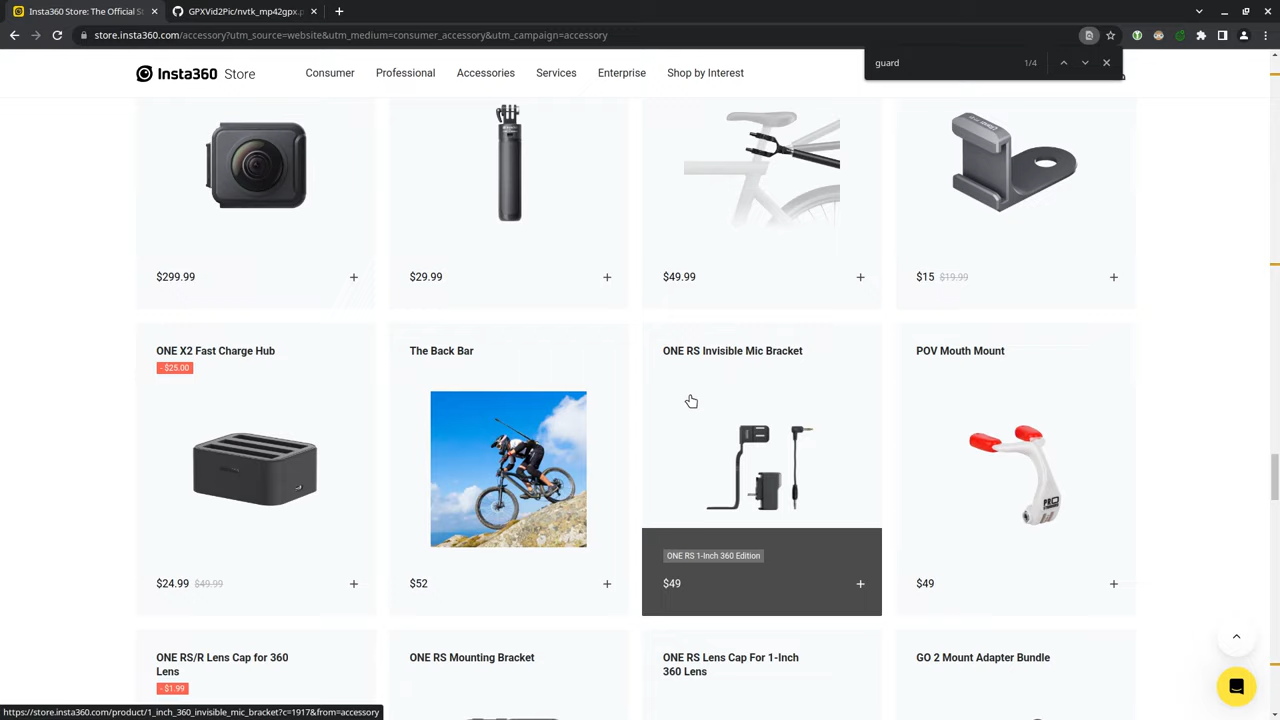 Insta360 Store: The Official S
GPXVid2Pic/nvtk_mp42gpx.p
store.insta360.com/accessory?utm_source=website&utm_medium=consumer_accessory&utm_campaign=accessory
guard
1/4
Insta360 Store
Consumer
Professional
Accessories
Services
Enterprise
Shop by Interest
$299.99
$29.99
$49.99
$15 $19.99
ONE X2 Fast Charge Hub
- $25.00
The Back Bar
ONE RS Invisible Mic Bracket
POV Mouth Mount
PRO
ONE RS 1-Inch 360 Edition
$24.99 $49.99
$52
$49
$49
ONE RS/R Lens Cap for 360
Lens
- $1.99
ONE RS Mounting Bracket
ONE RS Lens Cap For 1-Inch
360 Lens
GO 2 Mount Adapter Bundle
https://store.insta360.com/product/1_inch_360_invisible_mic_bracket?c=1917&from=accessory